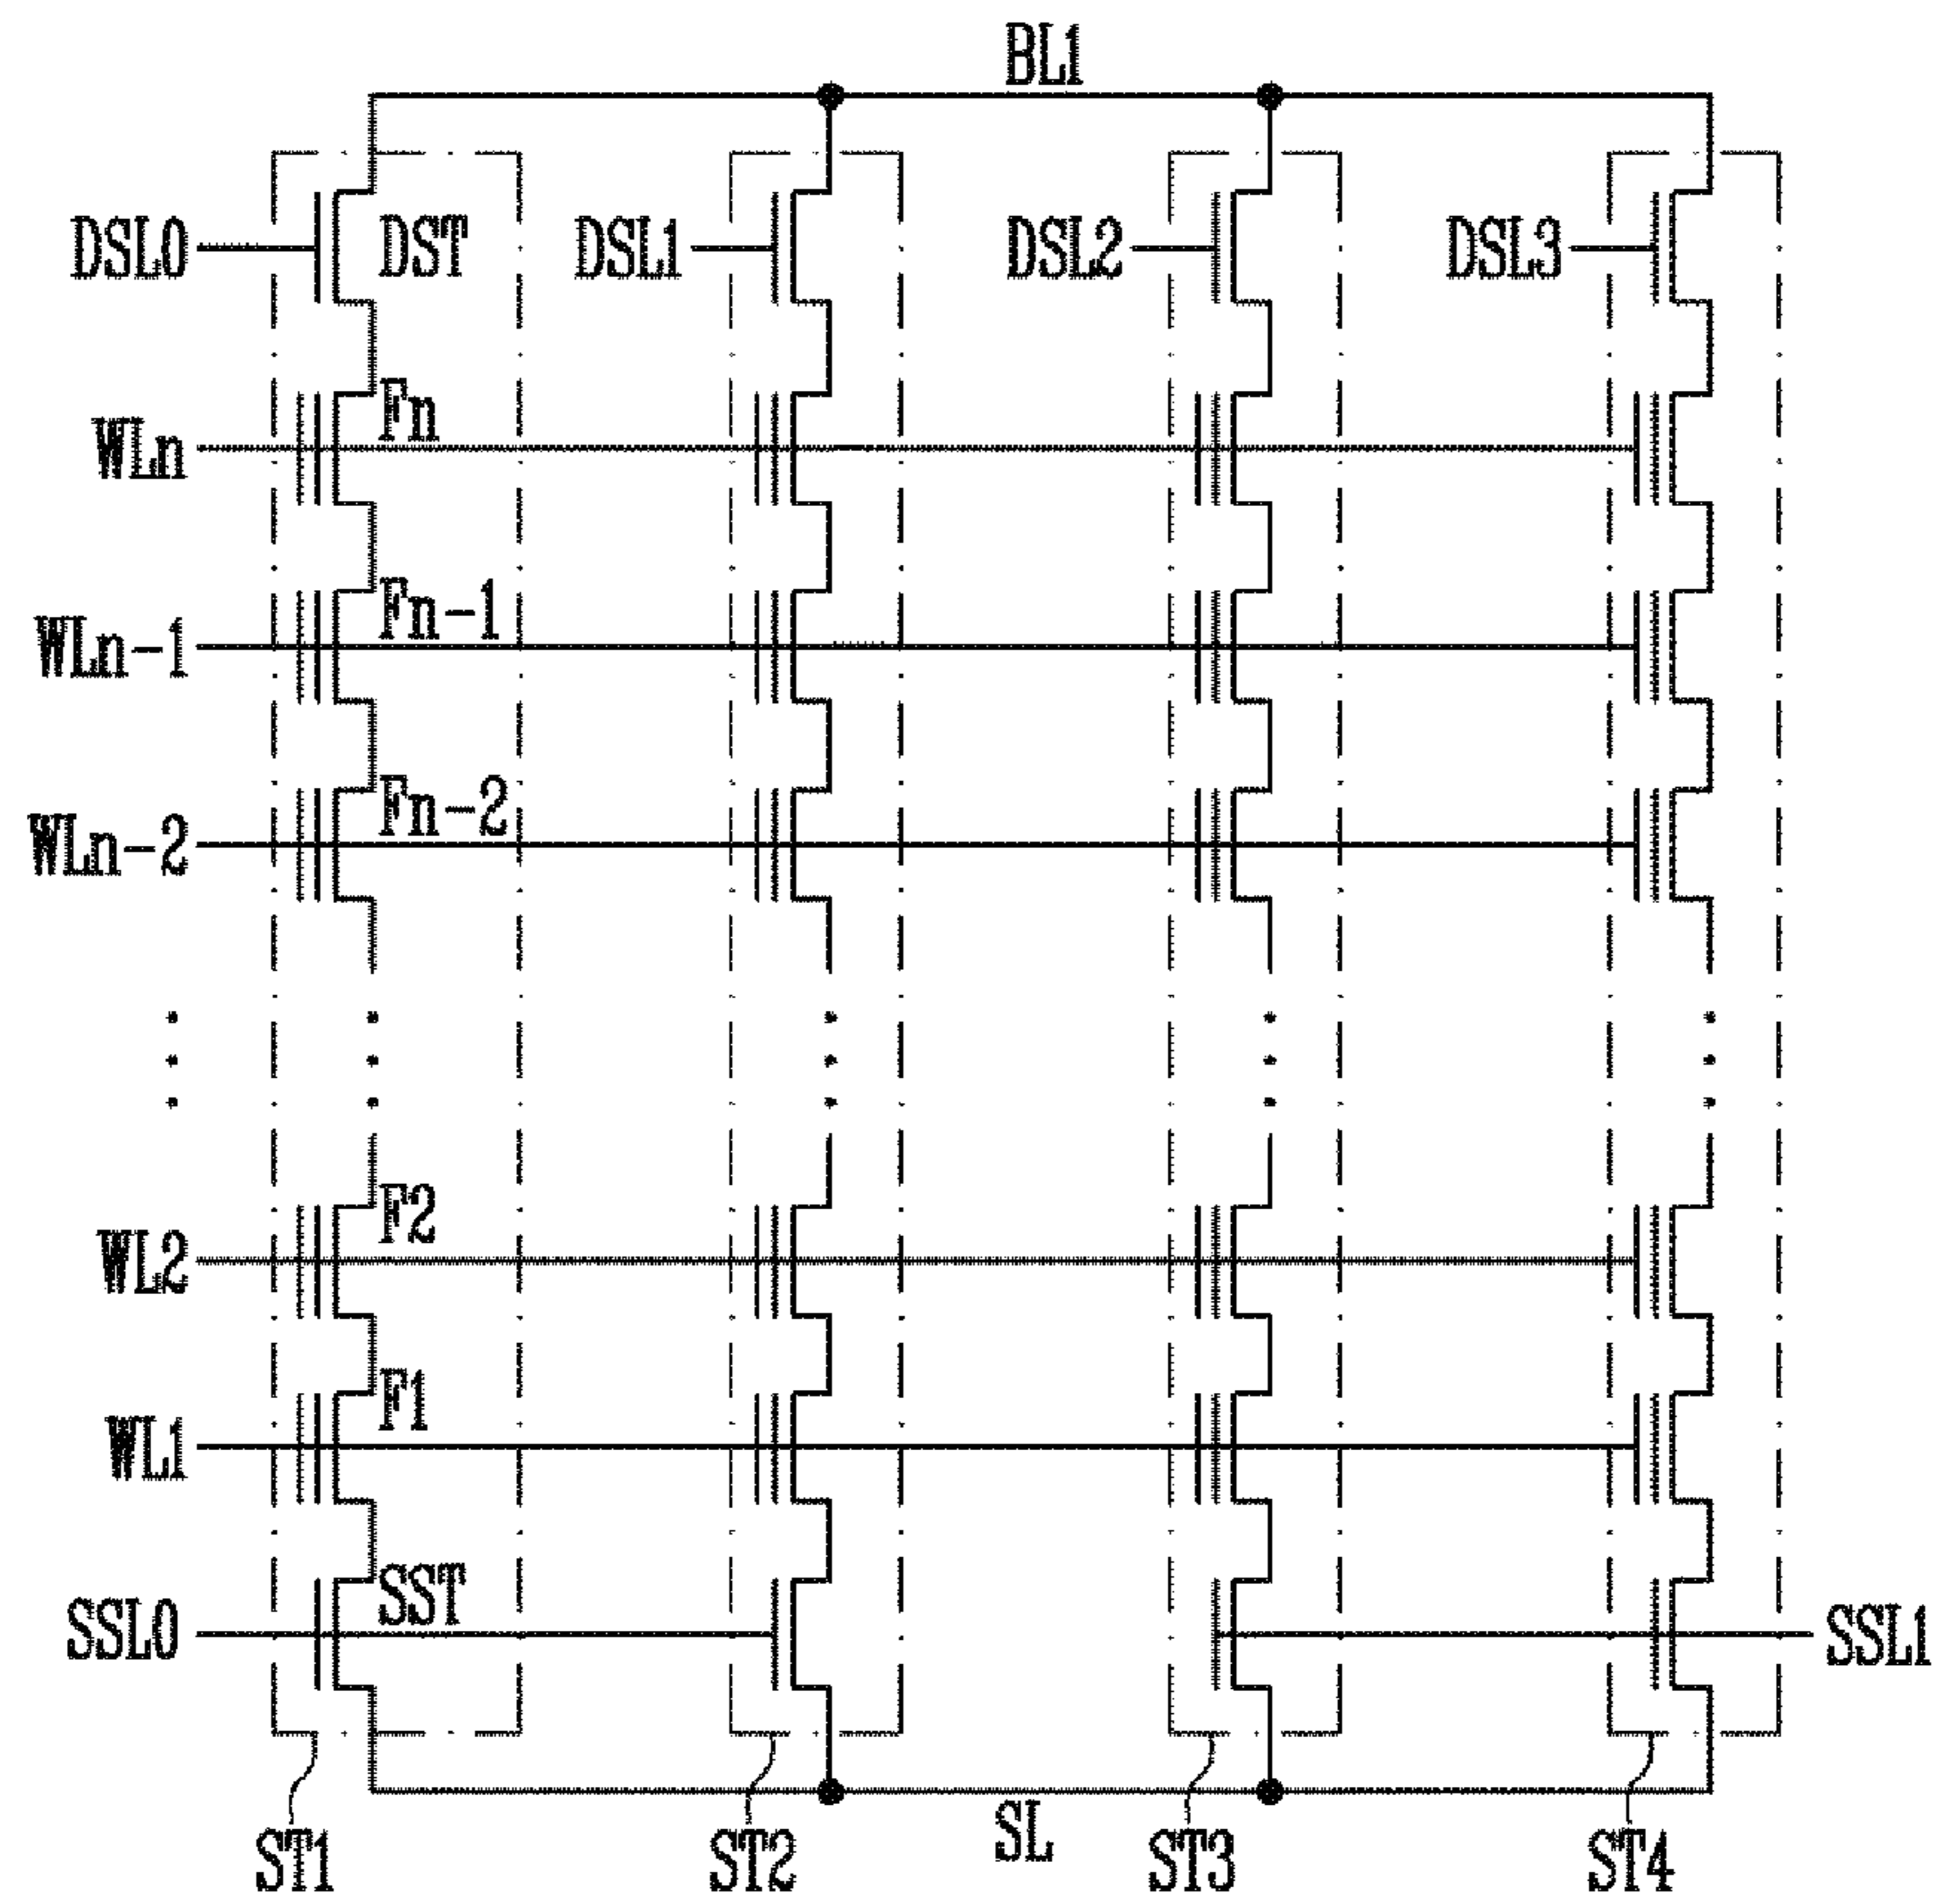 BL1
DSL0 DST DSL1 DSL2 DSL3
WLn Fn
WLn-1 Fn-1
WLn-2 Fn-2
WL2 F2
WL1 F1
SSL0 SST SSL1
ST1 ST2 SL ST3 ST4